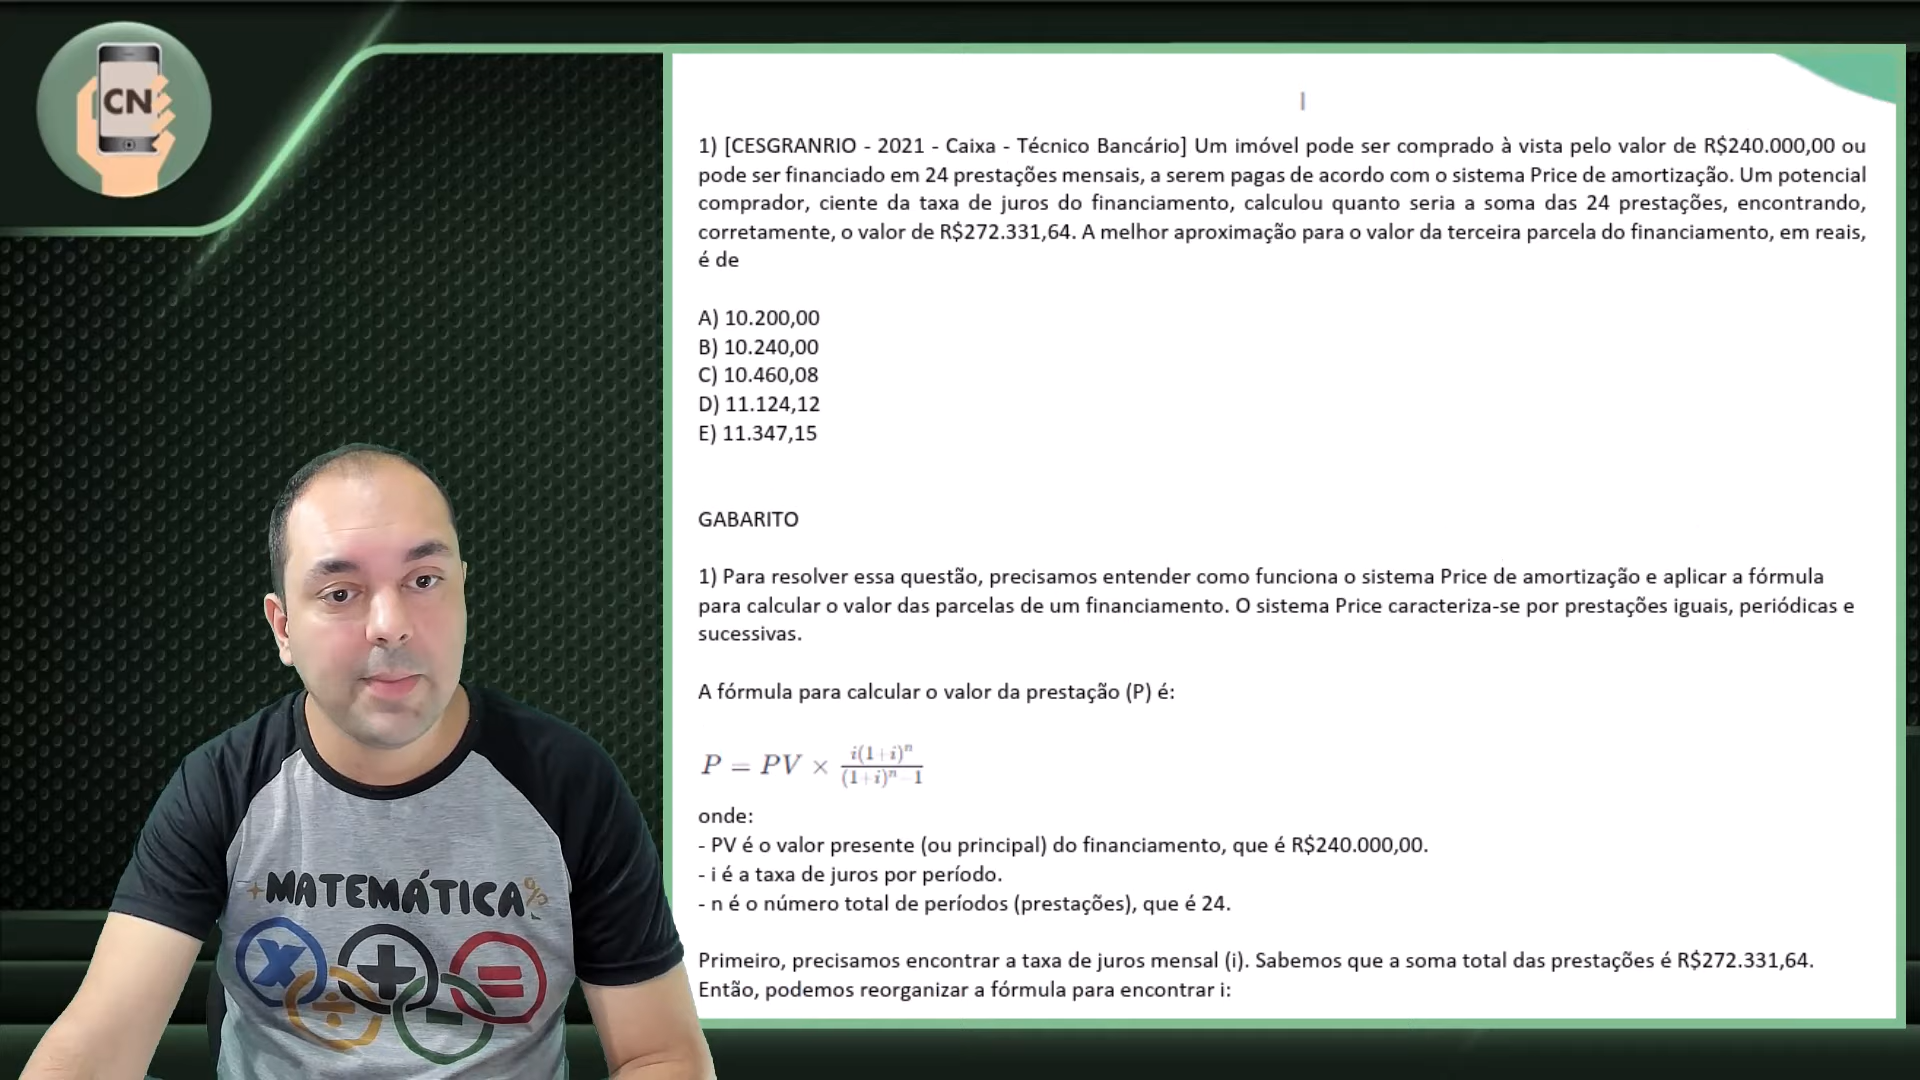 CN
1) [CESGRANRIO - 2021 - Caixa - Técnico Bancário] Um imóvel pode ser comprado à vista pelo valor de R$240.000,00 ou
pode ser financiado em 24 prestações mensais, a serem pagas de acordo com o sistema Price de amortização. Um potencial
comprador, ciente da taxa de juros do financiamento, calculou quanto seria a soma das 24 prestações, encontrando,
corretamente, o valor de R$272.331,64. A melhor aproximação para o valor da terceira parcela do financiamento, em reais,
é de
A) 10.200,00
B) 10.240,00
C) 10.460,08
D) 11.124,12
E) 11.347,15
GABARITO
1) Para resolver essa questão, precisamos entender como funciona o sistema Price de amortização e aplicar a fórmula
para calcular o valor das parcelas de um financiamento. O sistema Price caracteriza-se por prestações iguais, periódicas e
sucessivas.
A fórmula para calcular o valor da prestação (P) é:
P = PV × i(1+i)^n / (1+i)^n-1
onde:
- PV é o valor presente (ou principal) do financiamento, que é R$240.000,00.
- i é a taxa de juros por período.
- n é o número total de períodos (prestações), que é 24.
Primeiro, precisamos encontrar a taxa de juros mensal (i). Sabemos que a soma total das prestações é R$272.331,64.
Então, podemos reorganizar a fórmula para encontrar i:
+MATEMÁTICA%
x + =
÷ -